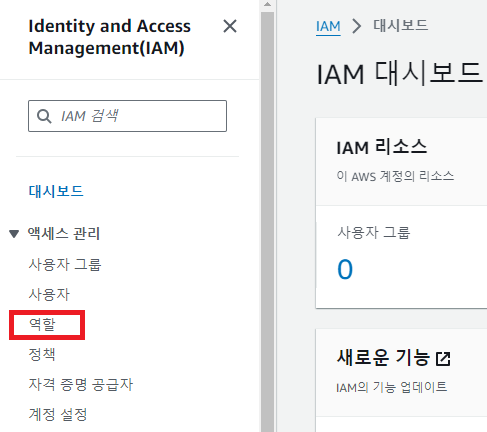 Identity and Access
Management(IAM)
IAM 검색
대시보드
액세스 관리
사용자 그룹
사용자
역할
정책
자격 증명 공급자
계정 설정
IAM
대시보드
IAM 대시보드
IAM 리소스
이 AWS 계정의 리소스
사용자 그룹
0
새로운 기능
IAM의 기능 업데이트